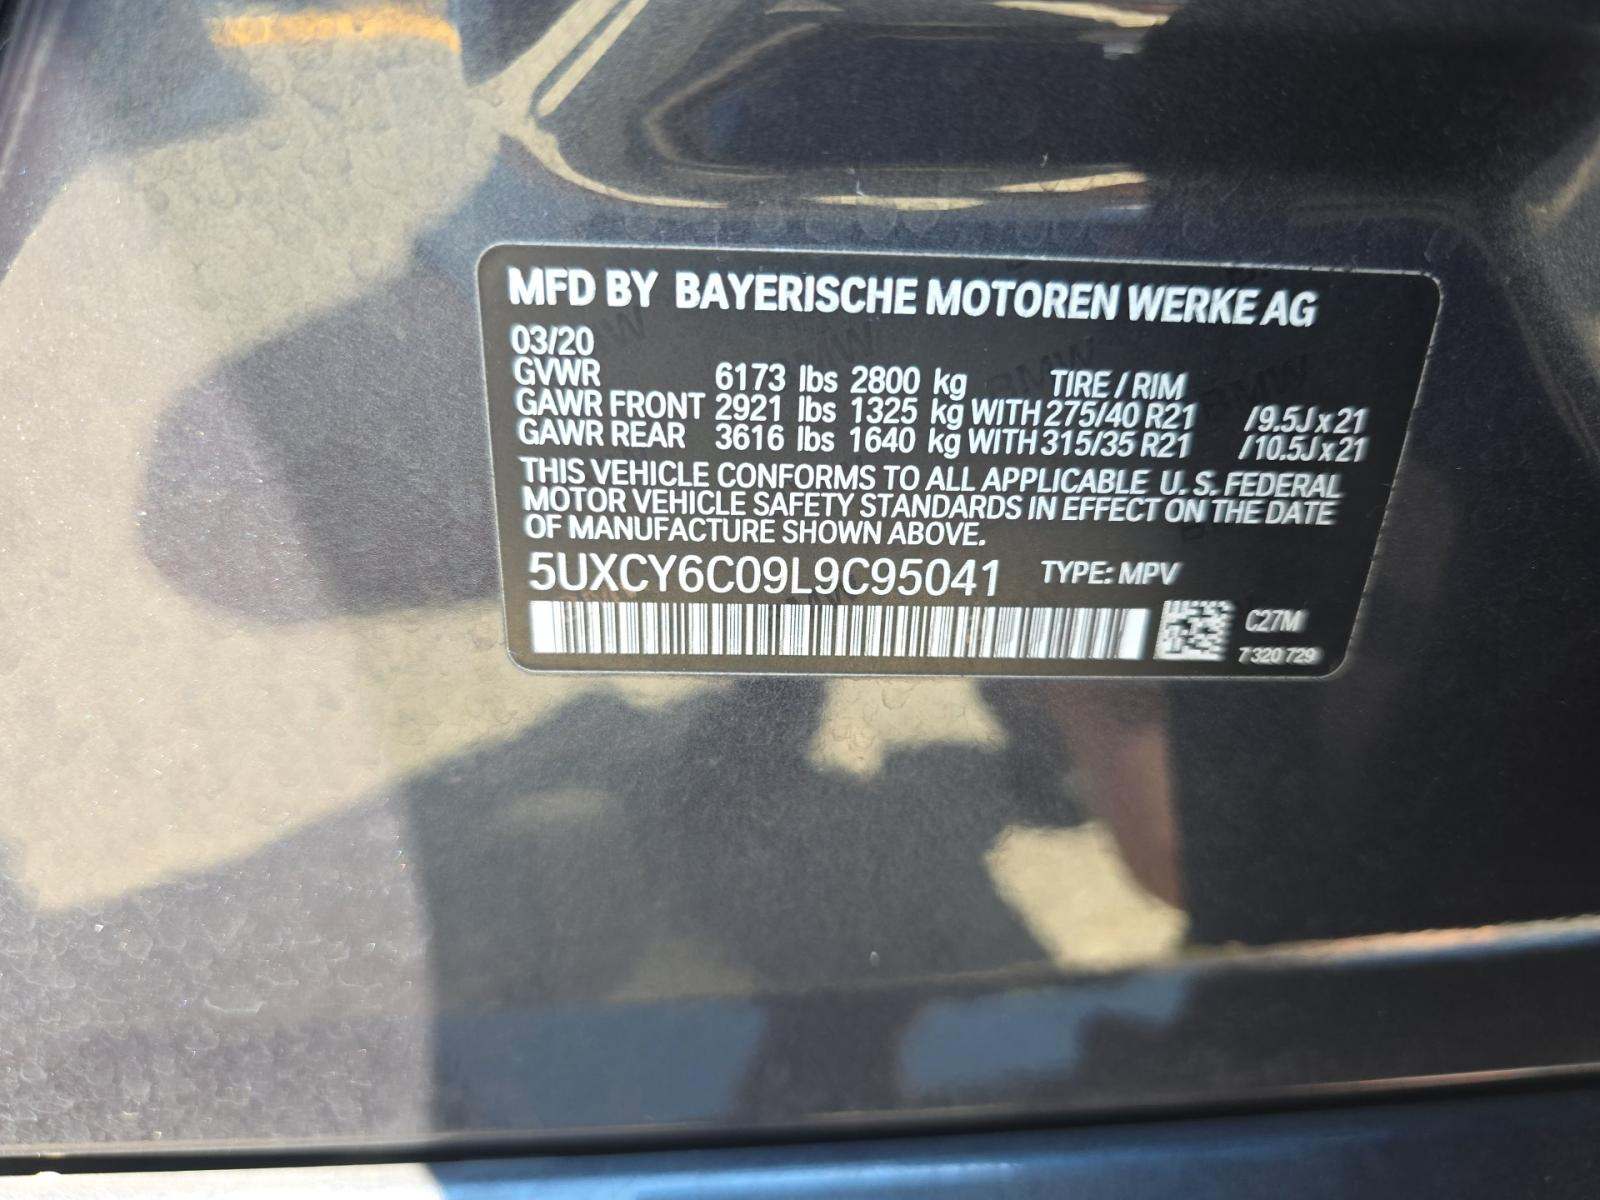 MFD BY BAYERISCHE MOTOREN WERKE AG
03/20
GVWR 6173 lbs 2800 kg TIRE / RIM
GAWR FRONT 2921 lbs 1325 kg WITH 275/40 R21 /9.5J x 21
GAWR REAR 3616 lbs 1640 kg WITH 315/35 R21 /10.5J x 21
THIS VEHICLE CONFORMS TO ALL APPLICABLE U. S. FEDERAL
MOTOR VEHICLE SAFETY STANDARDS IN EFFECT ON THE DATE
OF MANUFACTURE SHOWN ABOVE.
5UXCY6C09L9C95041 TYPE: MPV
C27M
7 320 729